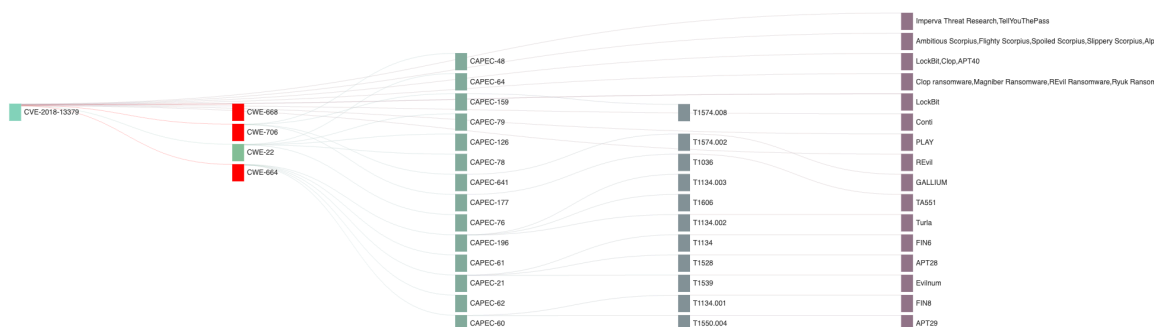 CVE-2018-13379
CWE-668
CWE-706
CWE-22
CWE-664
CAPEC-48
CAPEC-64
CAPEC-159
CAPEC-79
CAPEC-126
CAPEC-78
CAPEC-641
CAPEC-177
CAPEC-76
CAPEC-196
CAPEC-61
CAPEC-21
CAPEC-62
CAPEC-60
T1574.008
T1574.002
T1036
T1134.003
T1606
T1134.002
T1134
T1528
T1539
T1134.001
T1550.004
Imperva Threat Research,TellYouThePass
Ambitious Scorpius,Flighty Scorpius,Spoiled Scorpius,Slippery Scorpius,Alp
LockBit,Clop,APT40
Clop ransomware,Magniber Ransomware,REvil Ransomware,Ryuk Ransom
LockBit
Conti
PLAY
REvil
GALLIUM
TA551
Turla
FIN6
APT28
Evilnum
FIN8
APT29